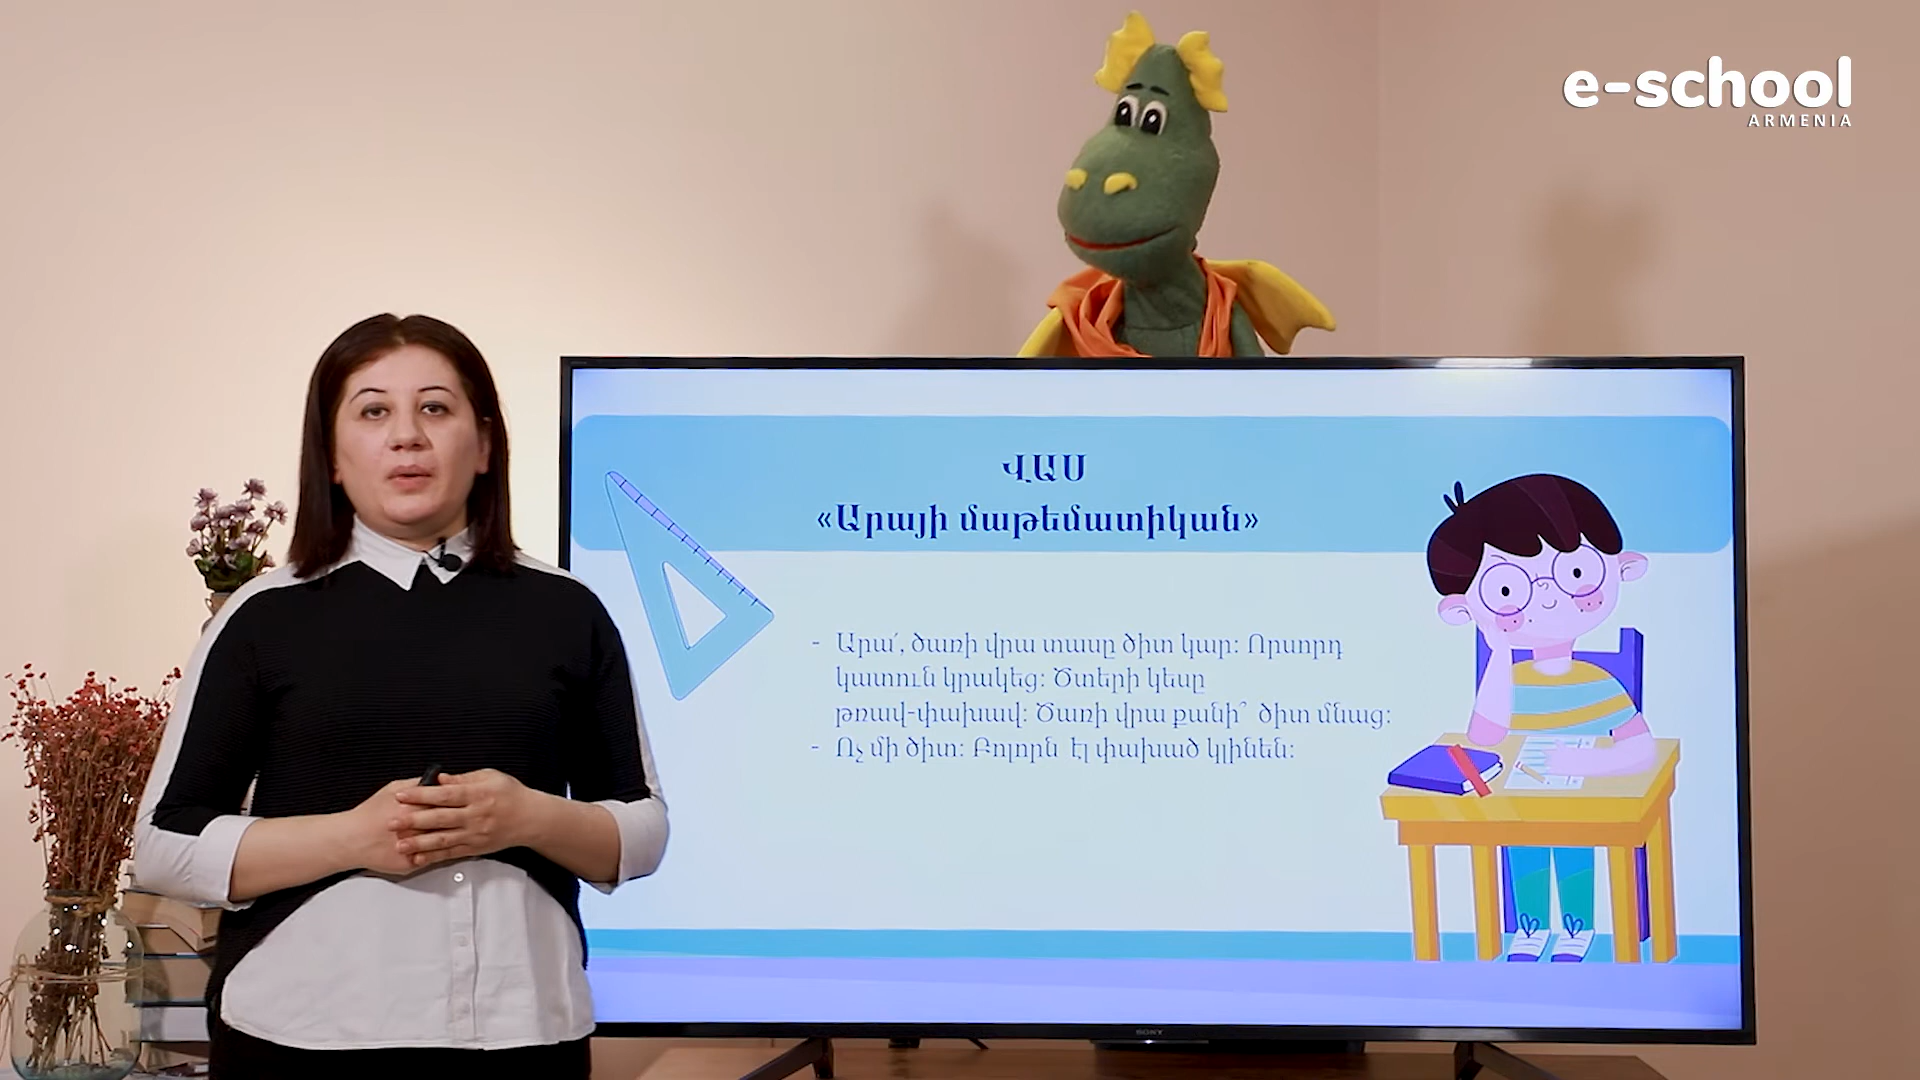 e-school
ARMENIA
ՎԱՍ
«Արայի մաթեմատիկան»
- Արա՛, ծառի վրա տասը ծիտ կար: Որսորդ
կատուն կրակեց: Ծտերի կեսը
թռավ-փախավ: Ծառի վրա քանի՞ ծիտ մնաց:
- Ոչ մի ծիտ: Բոլորն էլ փախած կլինեն:
SONY